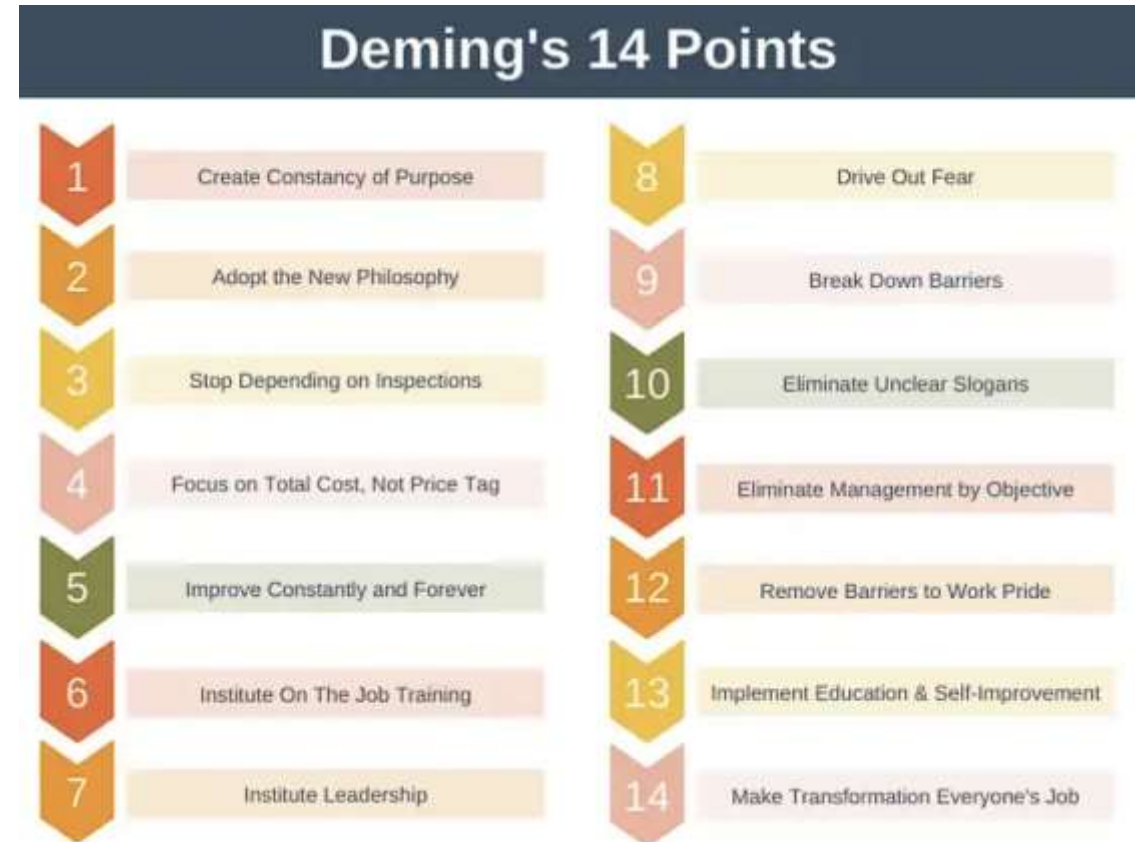 Deming's 14 Points
1
Create Constancy of Purpose
2
Adopt the New Philosophy
3
Stop Depending on Inspections
4
Focus on Total Cost, Not Price Tag
5
Improve Constantly and Forever
6
Institute On The Job Training
7
Institute Leadership
8
Drive Out Fear
9
Break Down Barriers
10
Eliminate Unclear Slogans
11
Eliminate Management by Objective
12
Remove Barriers to Work Pride
13
Implement Education & Self-Improvement
14
Make Transformation Everyone's Job